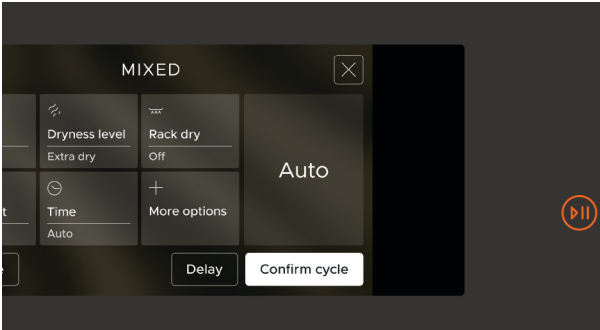 MIXED
Dryness level
Extra dry
Rack dry
Off
Auto
t
Time
Auto
More options
Delay
Confirm cycle